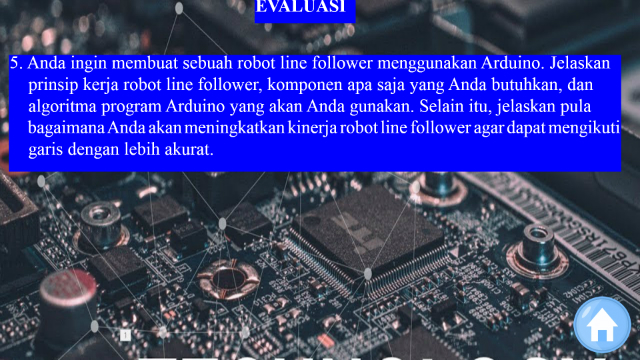 EVALUASI
5. Anda ingin membuat sebuah robot line follower menggunakan Arduino. Jelaskan
prinsip kerja robot line follower, komponen apa saja yang Anda butuhkan, dan
algoritma program Arduino yang akan Anda gunakan. Selain itu, jelaskan pula
bagaimana Anda akan meningkatkan kinerja robot line follower agar dapat mengikuti
garis dengan lebih akurat.